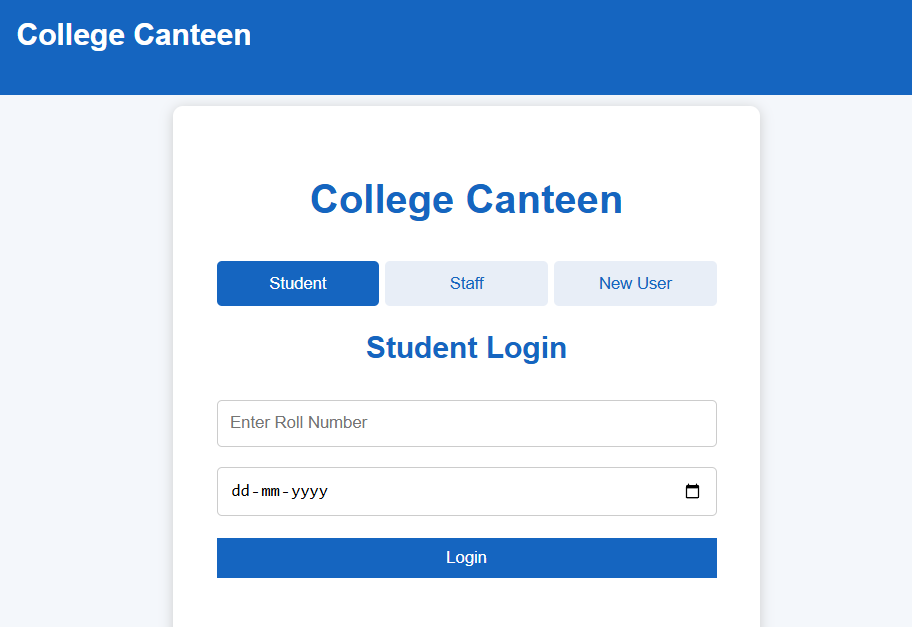 College Canteen
College Canteen
Student Staff New User
Student Login
Enter Roll Number
dd-mm-yyyy
Login